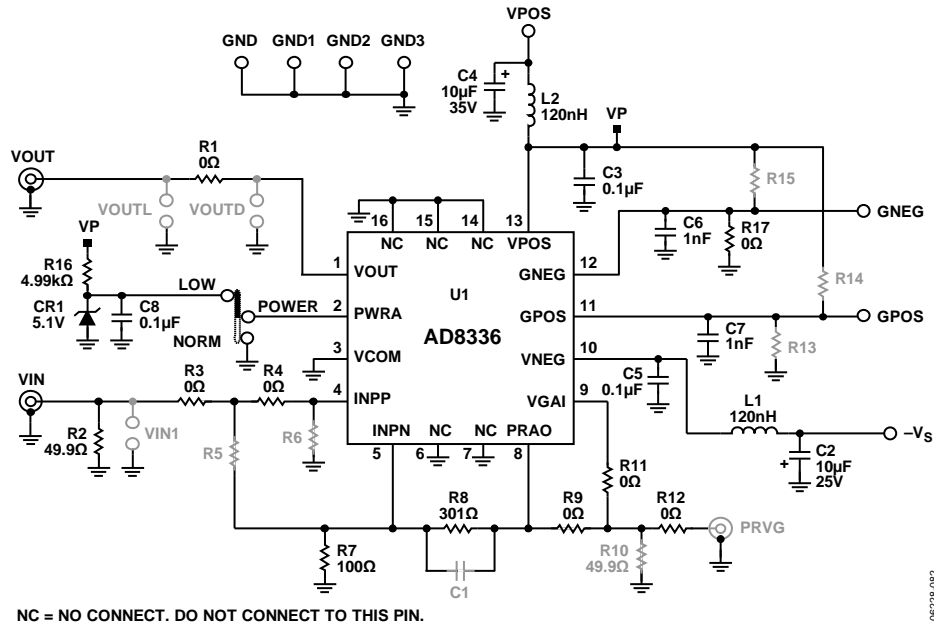 VPOS
GND GND1 GND2 GND3
C4
10µF
35V
+
L2
120nH
VP
R1
0Ω
VOUT
VOUTL
VOUTD
C3
0.1µF
R15
GNEG
C6
1nF
R17
0Ω
R14
GPOS
C7
1nF
R13
VP
R16
4.99kΩ
CR1
5.1V
C8
0.1µF
LOW
POWER
NORM
16 15 14 13
NC NC NC VPOS
1 VOUT
2 PWRA
3 VCOM
4 INPP
U1
AD8336
12 GNEG
11 GPOS
10 VNEG
9 VGAI
INPN NC NC PRAO
5 6 7 8
C5
0.1µF
L1
120nH
–VS
+
C2
10µF
25V
VIN
R3
0Ω
R4
0Ω
R2
49.9Ω
VIN1
R5
R6
R11
0Ω
R8
301Ω
R9
0Ω
R12
0Ω
PRVG
R7
100Ω
C1
R10
49.9Ω
NC = NO CONNECT. DO NOT CONNECT TO THIS PIN.
06228-082